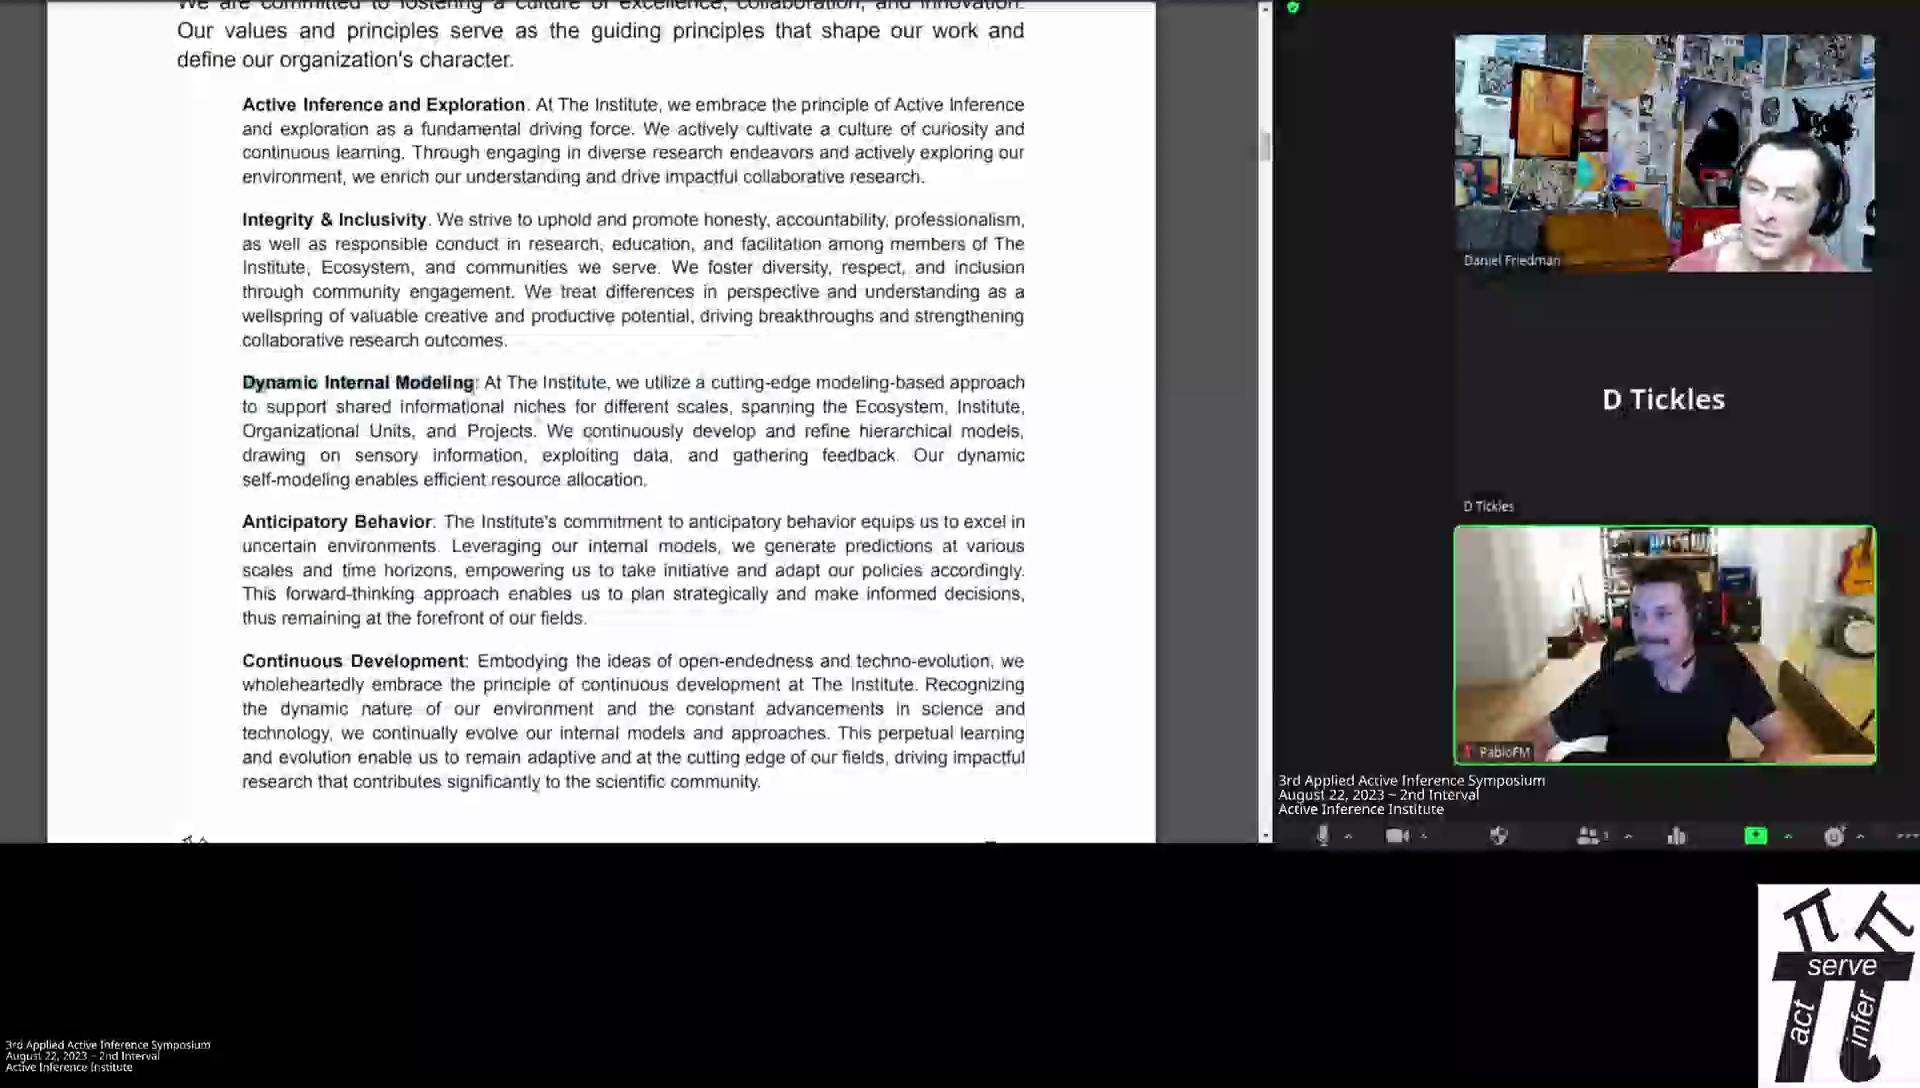 We are committed to fostering a culture of excellence, collaboration, and innovation.
Our values and principles serve as the guiding principles that shape our work and
define our organization's character.
Active Inference and Exploration. At The Institute, we embrace the principle of Active Inference
and exploration as a fundamental driving force. We actively cultivate a culture of curiosity and
continuous learning. Through engaging in diverse research endeavors and actively exploring our
environment, we enrich our understanding and drive impactful collaborative research.
Integrity & Inclusivity. We strive to uphold and promote honesty, accountability, professionalism,
as well as responsible conduct in research, education, and facilitation among members of The
Institute, Ecosystem, and communities we serve. We foster diversity, respect, and inclusion
through community engagement. We treat differences in perspective and understanding as a
wellspring of valuable creative and productive potential, driving breakthroughs and strengthening
collaborative research outcomes.
Dynamic Internal Modeling: At The Institute, we utilize a cutting-edge modeling-based approach
to support shared informational niches for different scales, spanning the Ecosystem, Institute,
Organizational Units, and Projects. We continuously develop and refine hierarchical models,
drawing on sensory information, exploiting data, and gathering feedback. Our dynamic
self-modeling enables efficient resource allocation.
Anticipatory Behavior. The Institute's commitment to anticipatory behavior equips us to excel in
uncertain environments. Leveraging our internal models, we generate predictions at various
scales and time horizons, empowering us to take initiative and adapt our policies accordingly.
This forward-thinking approach enables us to plan strategically and make informed decisions,
thus remaining at the forefront of our fields.
Continuous Development: Embodying the ideas of open-endedness and techno-evolution, we
wholeheartedly embrace the principle of continuous development at The Institute. Recognizing
the dynamic nature of our environment and the constant advancements in science and
technology, we continually evolve our internal models and approaches. This perpetual learning
and evolution enable us to remain adaptive and at the cutting edge of our fields, driving impactful
research that contributes significantly to the scientific community.
Daniel Friedman
D Tickles
D Tickles
PabloFM
3rd Applied Active Inference Symposium
August 22, 2023 – 2nd Interval
Active Inference Institute
serve
act
infer
3rd Applied Active Inference Symposium
August 22, 2023 – 2nd Interval
Active Inference Institute